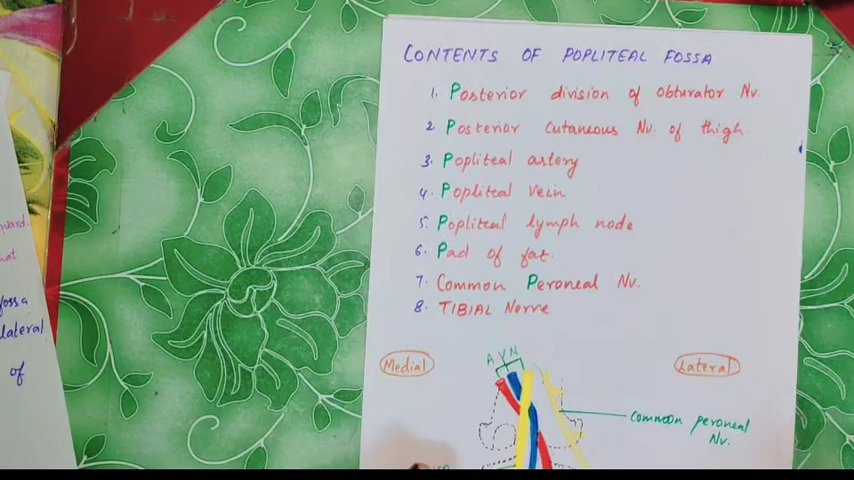 CONTENTS OF POPLITEAL FOSSA
1. Posterior division of obturator Nv.
2 Posterior Cutaneous Nv. of thigh.
3. Popliteal artery
4. Popliteal vein
5. Popliteal lymph node
6. Pad of fat.
7. Common Peroneal Nv.
8. TIBIAL Nerve
A V N
Medial
Lateral
Common peroneal
Nv.
ward.
fossa
lateral
of